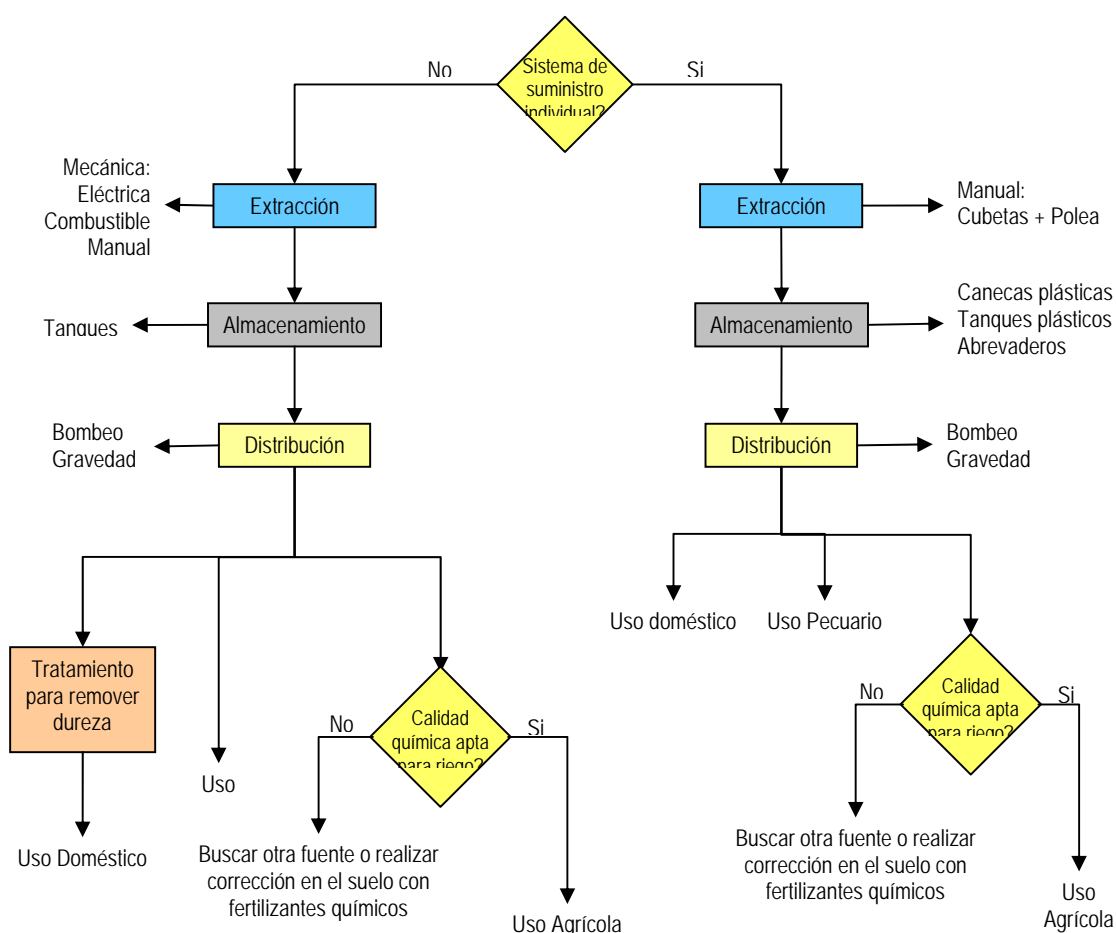 Sistema de
suministro
individual?
No
Si
Mecánica:
Eléctrica
Combustible
Manual
Extracción
Extracción
Manual:
Cubetas + Polea
Tanques
Almacenamiento
Almacenamiento
Canecas plásticas
Tanques plásticos
Abrevaderos
Bombeo
Gravedad
Distribución
Distribución
Bombeo
Gravedad
Uso doméstico
Uso Pecuario
Tratamiento
para remover
dureza
Calidad
química apta
para riego?
No
Si
Calidad
química apta
para riego?
No
Si
Uso
Uso Doméstico
Buscar otra fuente o realizar
corrección en el suelo con
fertilizantes químicos
Uso Agrícola
Buscar otra fuente o realizar
corrección en el suelo con
fertilizantes químicos
Uso
Agrícola